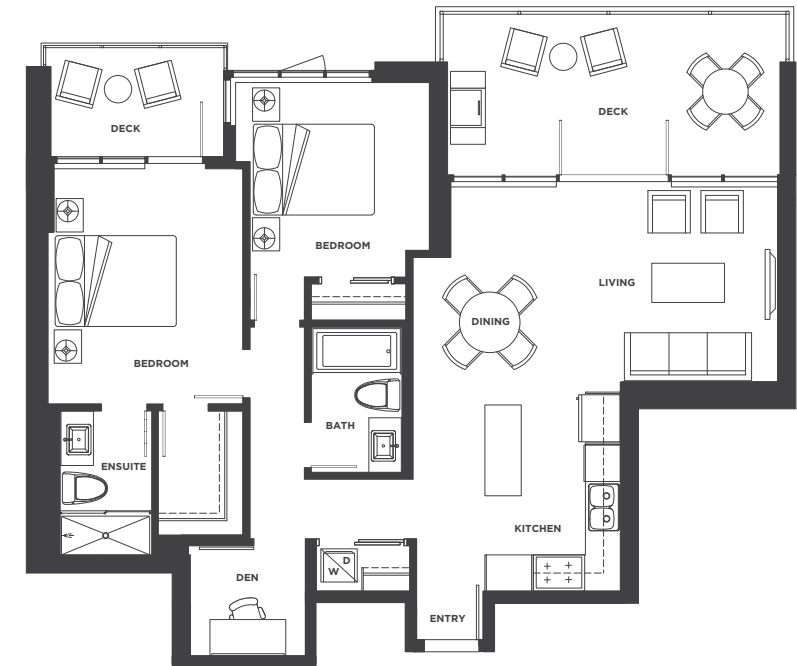 DECK
DECK
BEDROOM
LIVING
DINING
BEDROOM
BATH
ENSUITE
KITCHEN
D
W
DEN
ENTRY